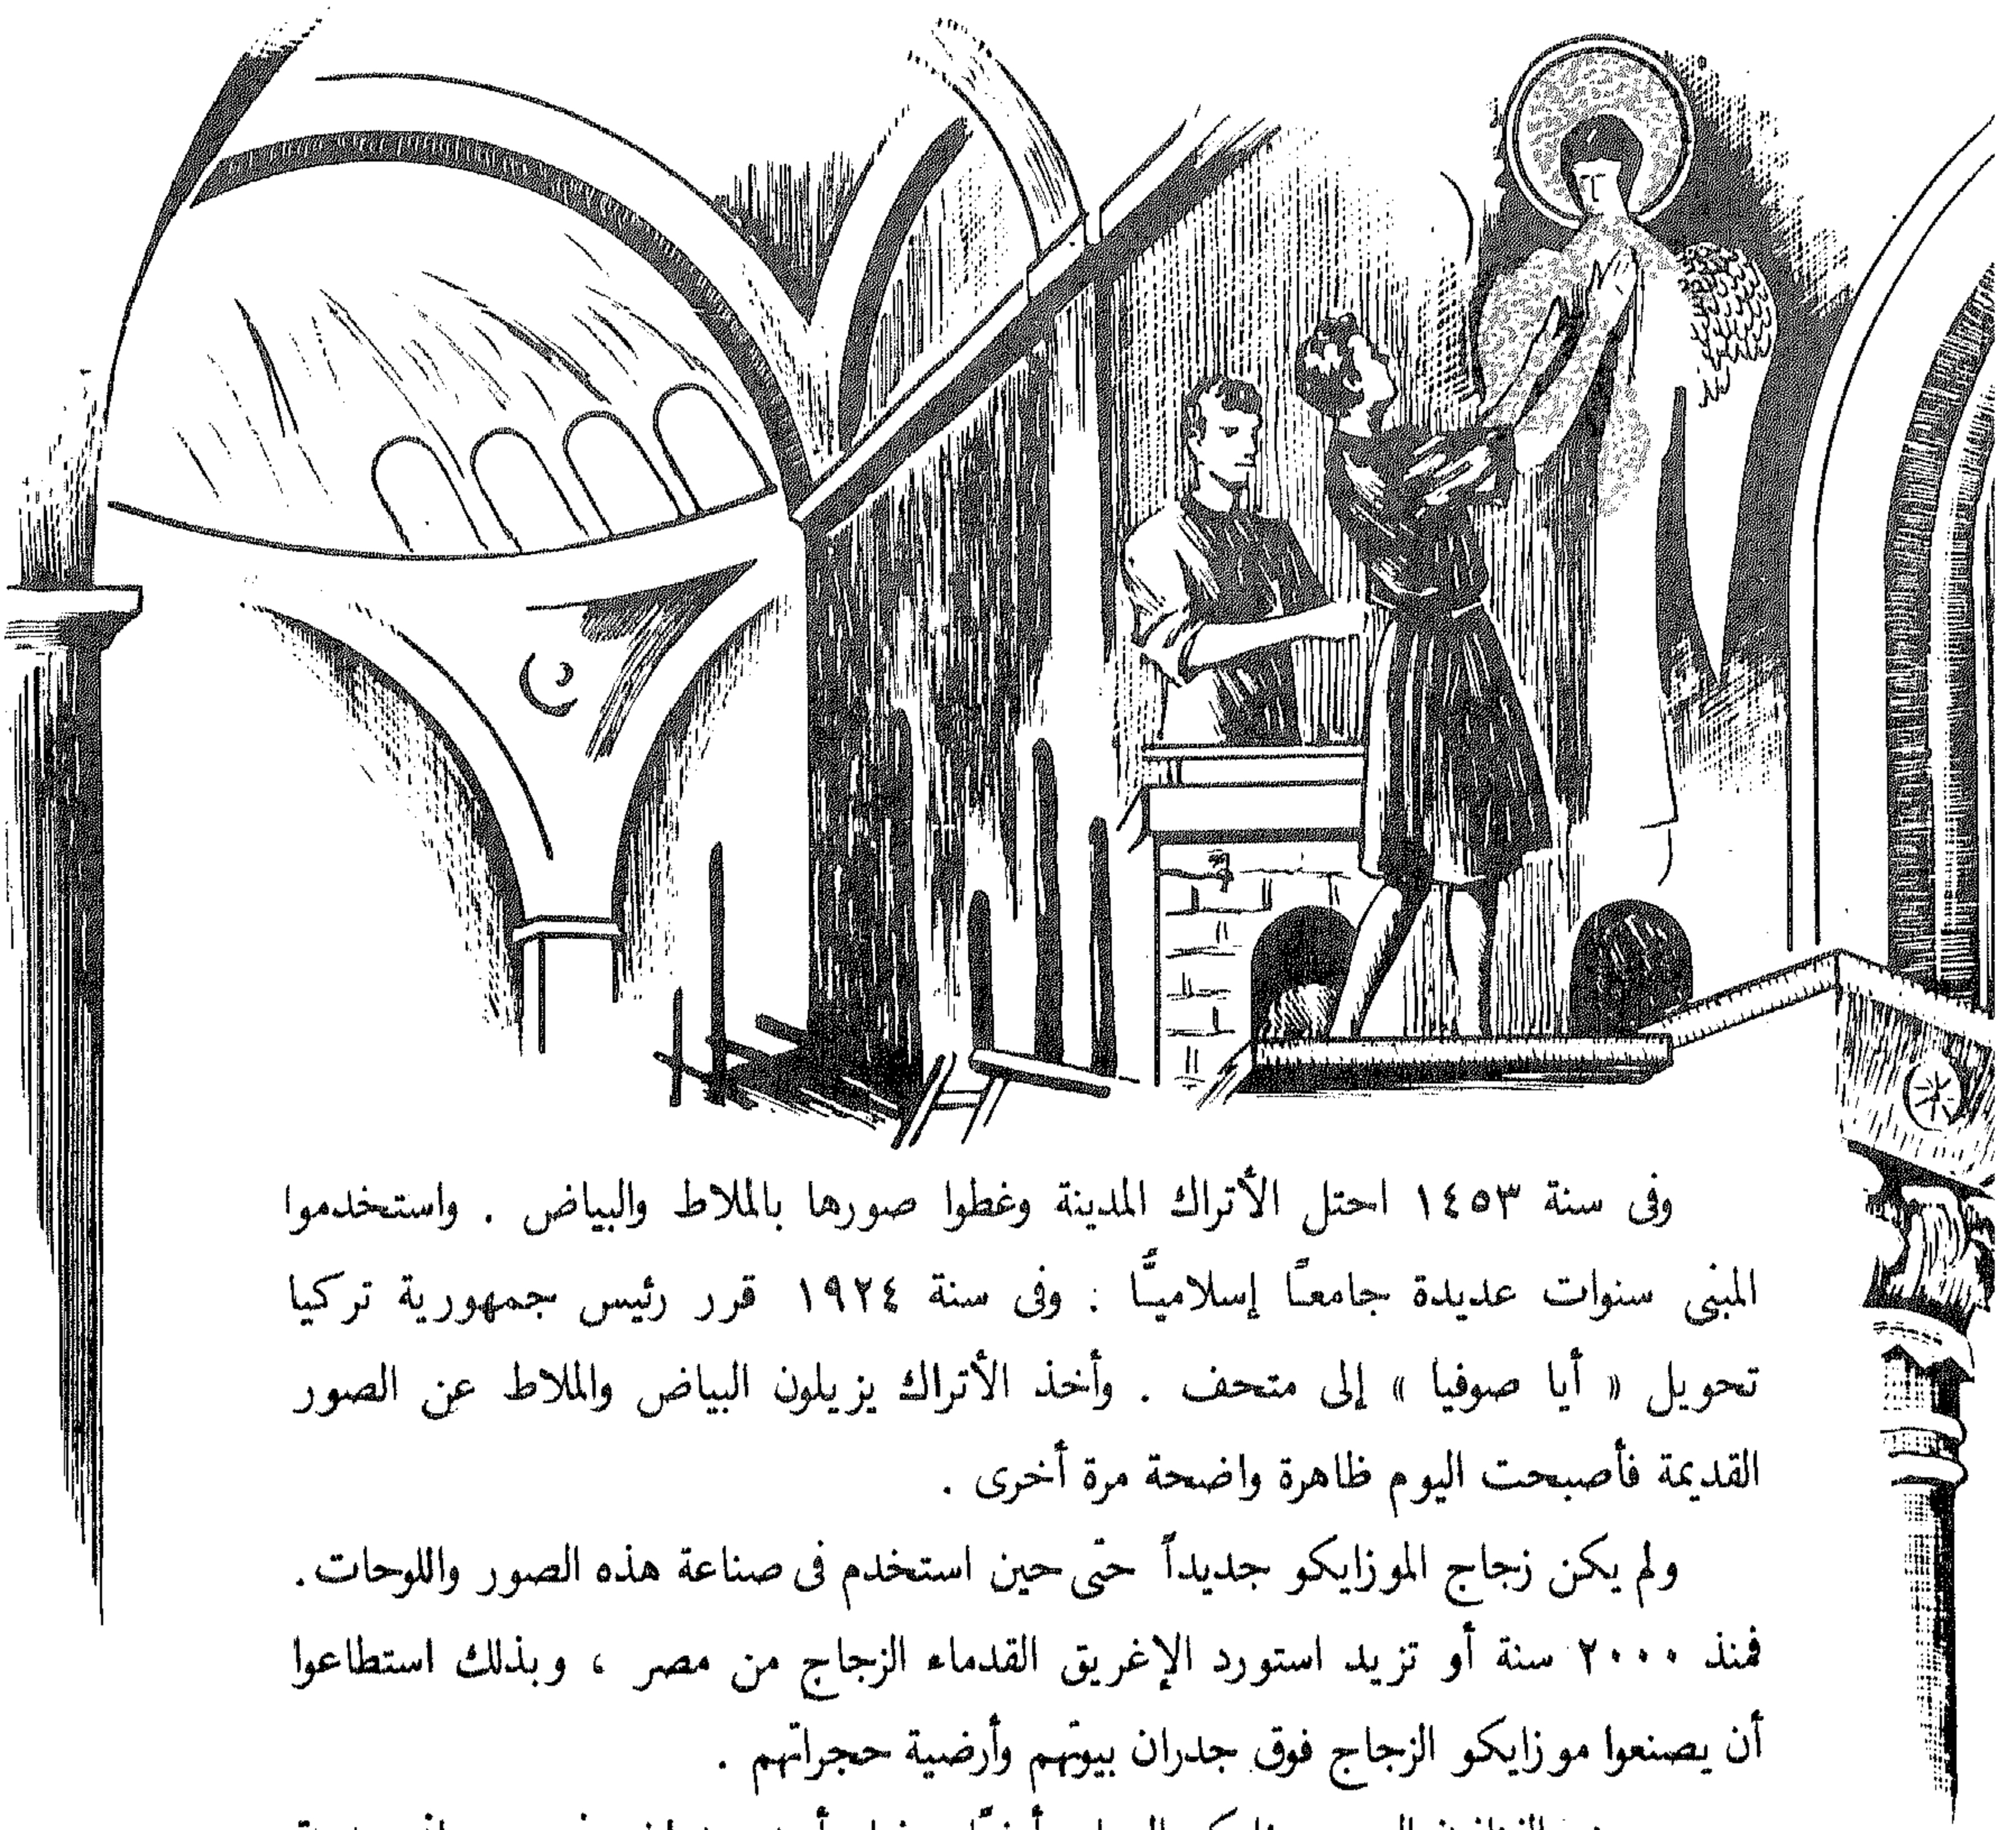 وفى سنة ١٤٥٣ احتل الأتراك المدينة وغطوا صورها بالملاط والبياض . واستخدموا
المبنى سنوات عديدة جامعًا إسلاميًّا : وفى سنة ١٩٢٤ قرر رئيس جمهورية تركيا
تحويل « أيا صوفيا » إلى متحف . وأخذ الأتراك يزيلون البياض والملاط عن الصور
القديمة فأصبحت اليوم ظاهرة واضحة مرة أخرى .
ولم يكن زجاج الموزايكو جديداً حتى حين استخدم فى صناعة هذه الصور واللوحات .
فمنذ ٢٠٠٠ سنة أو تزيد استورد الإغريق القدماء الزجاج من مصر ، وبذلك استطاعوا
أن يصنعوا موزايكو الزجاج فوق جدران بيوتهم وأرضية حجراتهم .